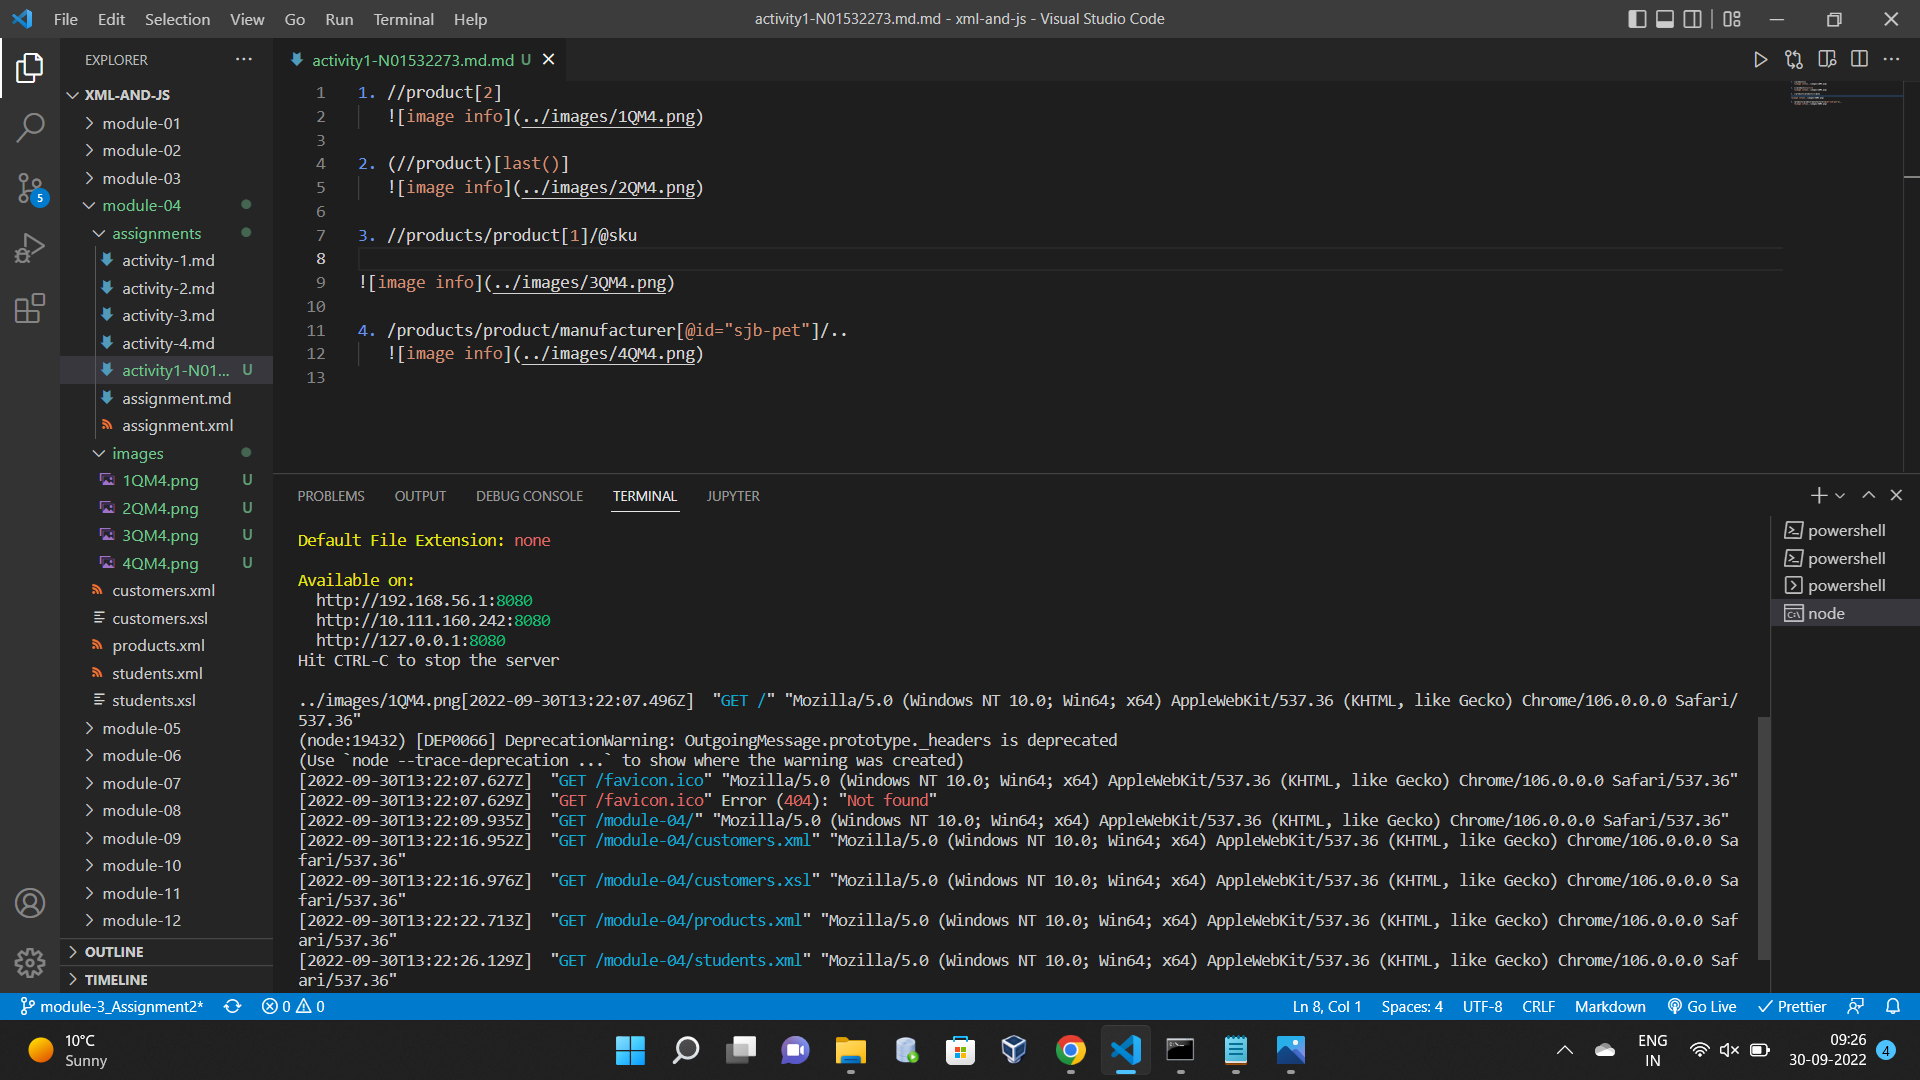 File Edit Selection View Go Run Terminal Help
activity1-N01532273.md.md - xml-and-js - Visual Studio Code
EXPLORER
XML-AND-JS
module-01
module-02
module-03
module-04
assignments
activity-1.md
activity-2.md
activity-3.md
activity-4.md
activity1-N01... U
assignment.md
assignment.xml
images
1QM4.png U
2QM4.png U
3QM4.png U
4QM4.png U
customers.xml
customers.xsl
products.xml
students.xml
students.xsl
module-05
module-06
module-07
module-08
module-09
module-10
module-11
module-12
OUTLINE
TIMELINE
5
activity1-N01532273.md.md U
1 1. //product[2]
2 ![image info](../images/1QM4.png)
3
4 2. (//product)[last()]
5 ![image info](../images/2QM4.png)
6
7 3. //products/product[1]/@sku
8
9 ![image info](../images/3QM4.png)
10
11 4. /products/product/manufacturer[@id="sjb-pet"]/..
12 ![image info](../images/4QM4.png)
13
PROBLEMS OUTPUT DEBUG CONSOLE TERMINAL JUPYTER
Default File Extension: none
Available on:
http://192.168.56.1:8080
http://10.111.160.242:8080
http://127.0.0.1:8080
Hit CTRL-C to stop the server
../images/1QM4.png[2022-09-30T13:22:07.496Z] "GET /" "Mozilla/5.0 (Windows NT 10.0; Win64; x64) AppleWebKit/537.36 (KHTML, like Gecko) Chrome/106.0.0.0 Safari/
537.36"
(node:19432) [DEP0066] DeprecationWarning: OutgoingMessage.prototype._headers is deprecated
(Use `node --trace-deprecation ...` to show where the warning was created)
[2022-09-30T13:22:07.627Z] "GET /favicon.ico" "Mozilla/5.0 (Windows NT 10.0; Win64; x64) AppleWebKit/537.36 (KHTML, like Gecko) Chrome/106.0.0.0 Safari/537.36"
[2022-09-30T13:22:07.629Z] "GET /favicon.ico" Error (404): "Not found"
[2022-09-30T13:22:09.935Z] "GET /module-04/" "Mozilla/5.0 (Windows NT 10.0; Win64; x64) AppleWebKit/537.36 (KHTML, like Gecko) Chrome/106.0.0.0 Safari/537.36"
[2022-09-30T13:22:16.952Z] "GET /module-04/customers.xml" "Mozilla/5.0 (Windows NT 10.0; Win64; x64) AppleWebKit/537.36 (KHTML, like Gecko) Chrome/106.0.0.0 Sa
fari/537.36"
[2022-09-30T13:22:16.976Z] "GET /module-04/customers.xsl" "Mozilla/5.0 (Windows NT 10.0; Win64; x64) AppleWebKit/537.36 (KHTML, like Gecko) Chrome/106.0.0.0 Sa
fari/537.36"
[2022-09-30T13:22:22.713Z] "GET /module-04/products.xml" "Mozilla/5.0 (Windows NT 10.0; Win64; x64) AppleWebKit/537.36 (KHTML, like Gecko) Chrome/106.0.0.0 Saf
ari/537.36"
[2022-09-30T13:22:26.129Z] "GET /module-04/students.xml" "Mozilla/5.0 (Windows NT 10.0; Win64; x64) AppleWebKit/537.36 (KHTML, like Gecko) Chrome/106.0.0.0 Saf
ari/537.36"
powershell
powershell
powershell
node
module-3_Assignment2* 0 0
Ln 8, Col 1 Spaces: 4 UTF-8 CRLF Markdown Go Live Prettier
10°C
Sunny
ENG
IN
09:26
30-09-2022
4